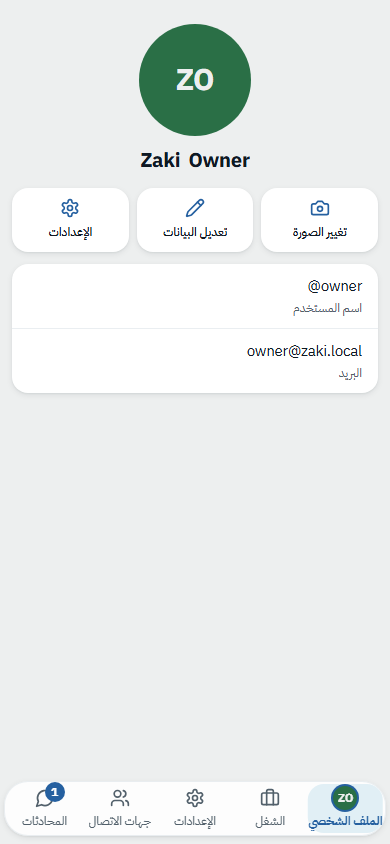 ZO
Zaki Owner
تغيير الصورة
تعديل البيانات
الإعدادات
@owner
اسم المستخدم
owner@zaki.local
البريد
ZO
الملف الشخصي
الشغل
الإعدادات
جهات الاتصال
1
المحادثات